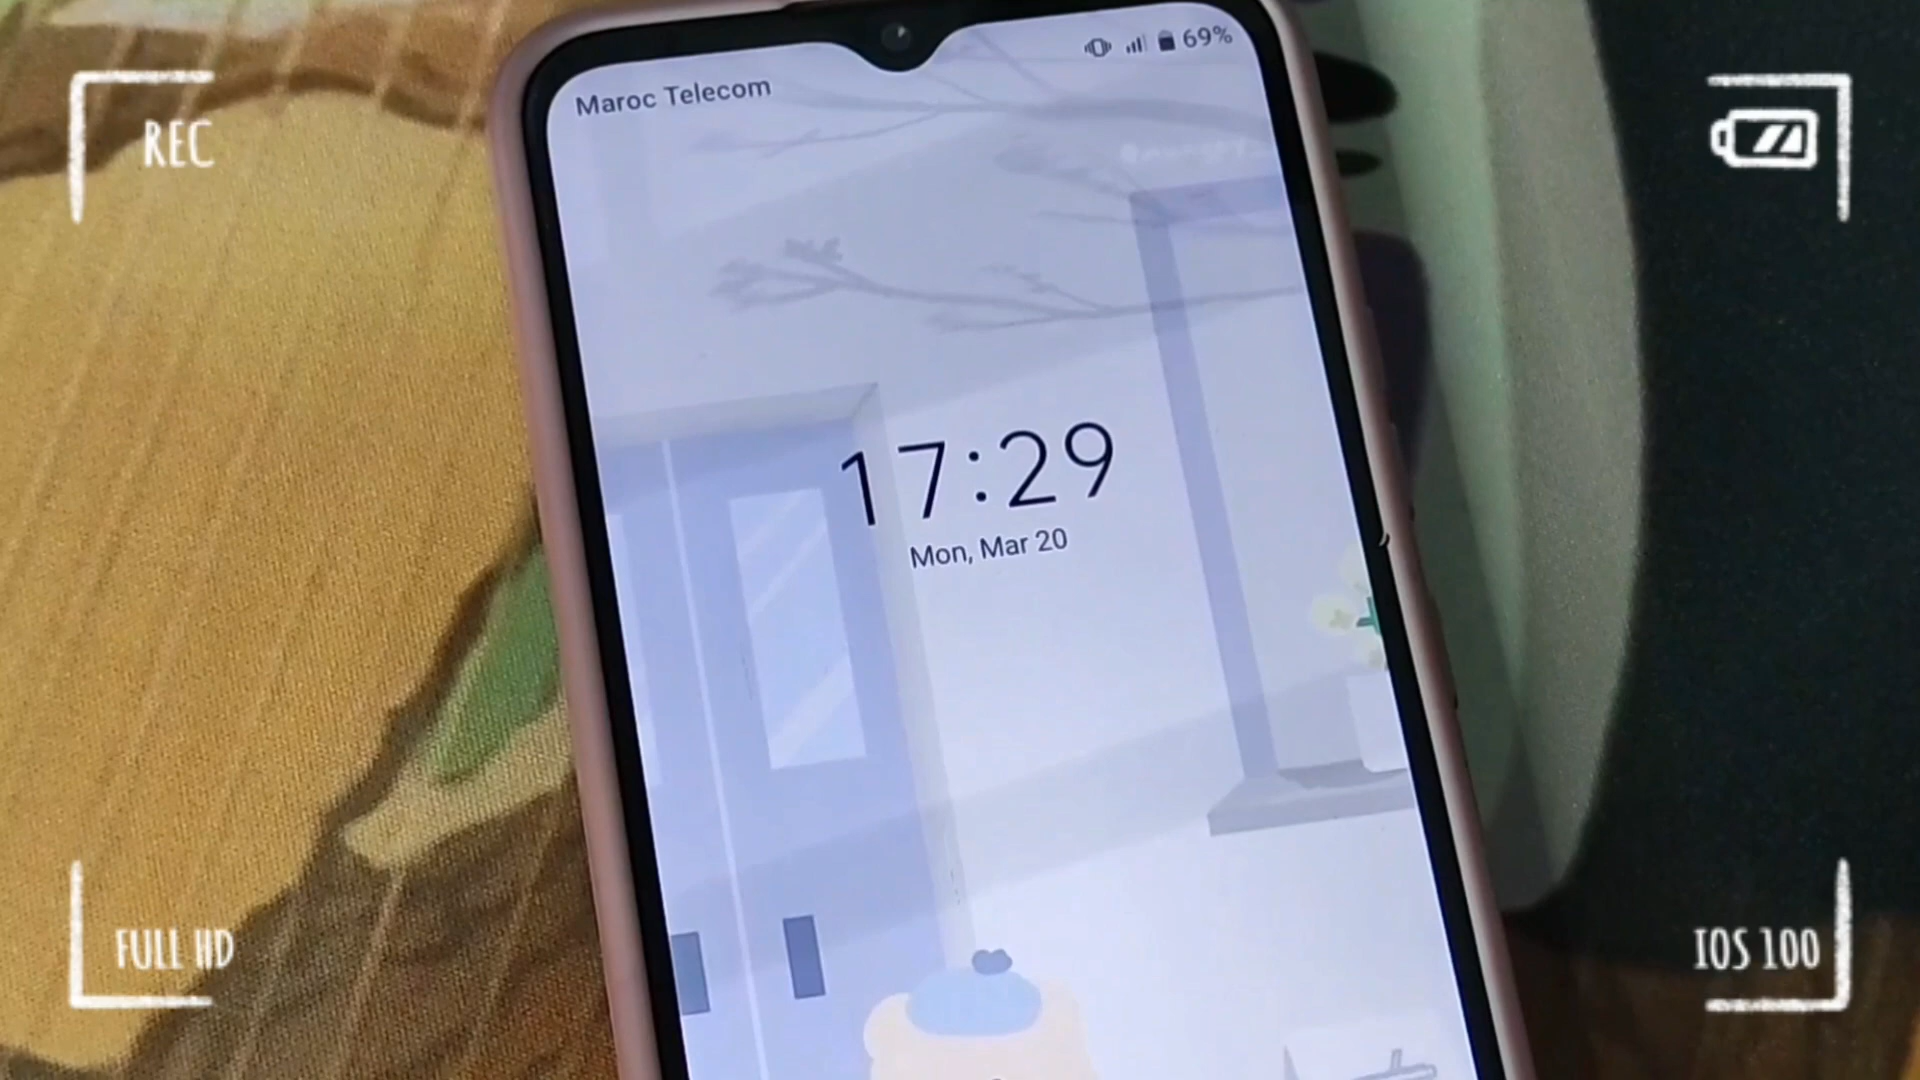 69%
Maroc Telecom
REC
17:29
Mon, Mar 20
FULL HD
IOS 100